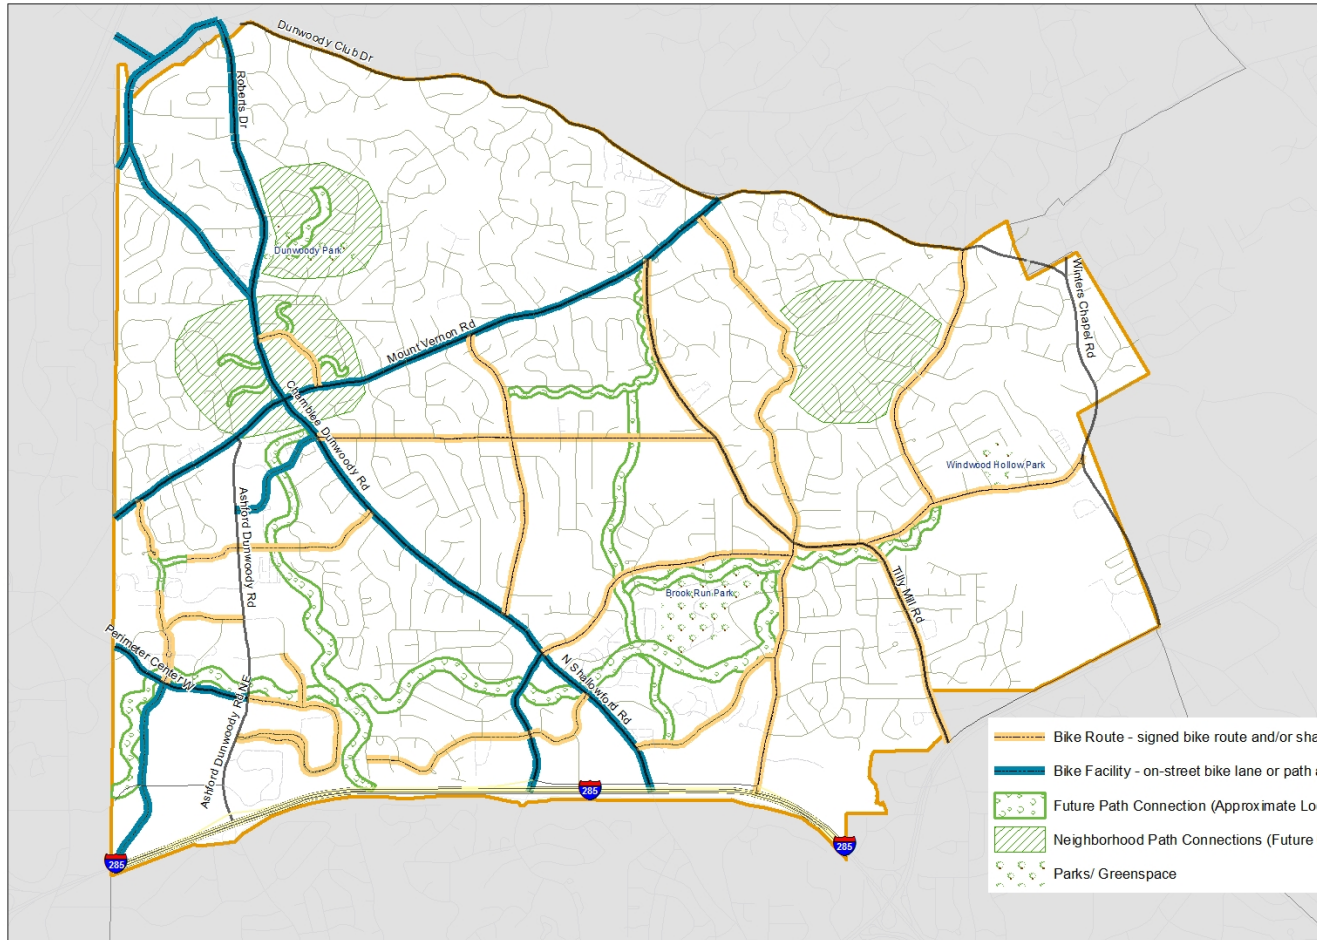 Dunwoody Club Dr
Roberts Dr
Dunwoody Park
Winters Chapel Rd
Mount Vernon Rd
Chamblee Dunwoody Rd
Windwood Hollow Park
Ashford Dunwoody Rd
Brook Run Park
Tilly Mill Rd
Perimeter Center W
N Shallowford Rd
Ashford Dunwoody Rd NE
Bike Route - signed bike route and/or sha
Bike Facility - on-street bike lane or path a
Future Path Connection (Approximate Lo
Neighborhood Path Connections (Future
Parks/ Greenspace
285
285
285